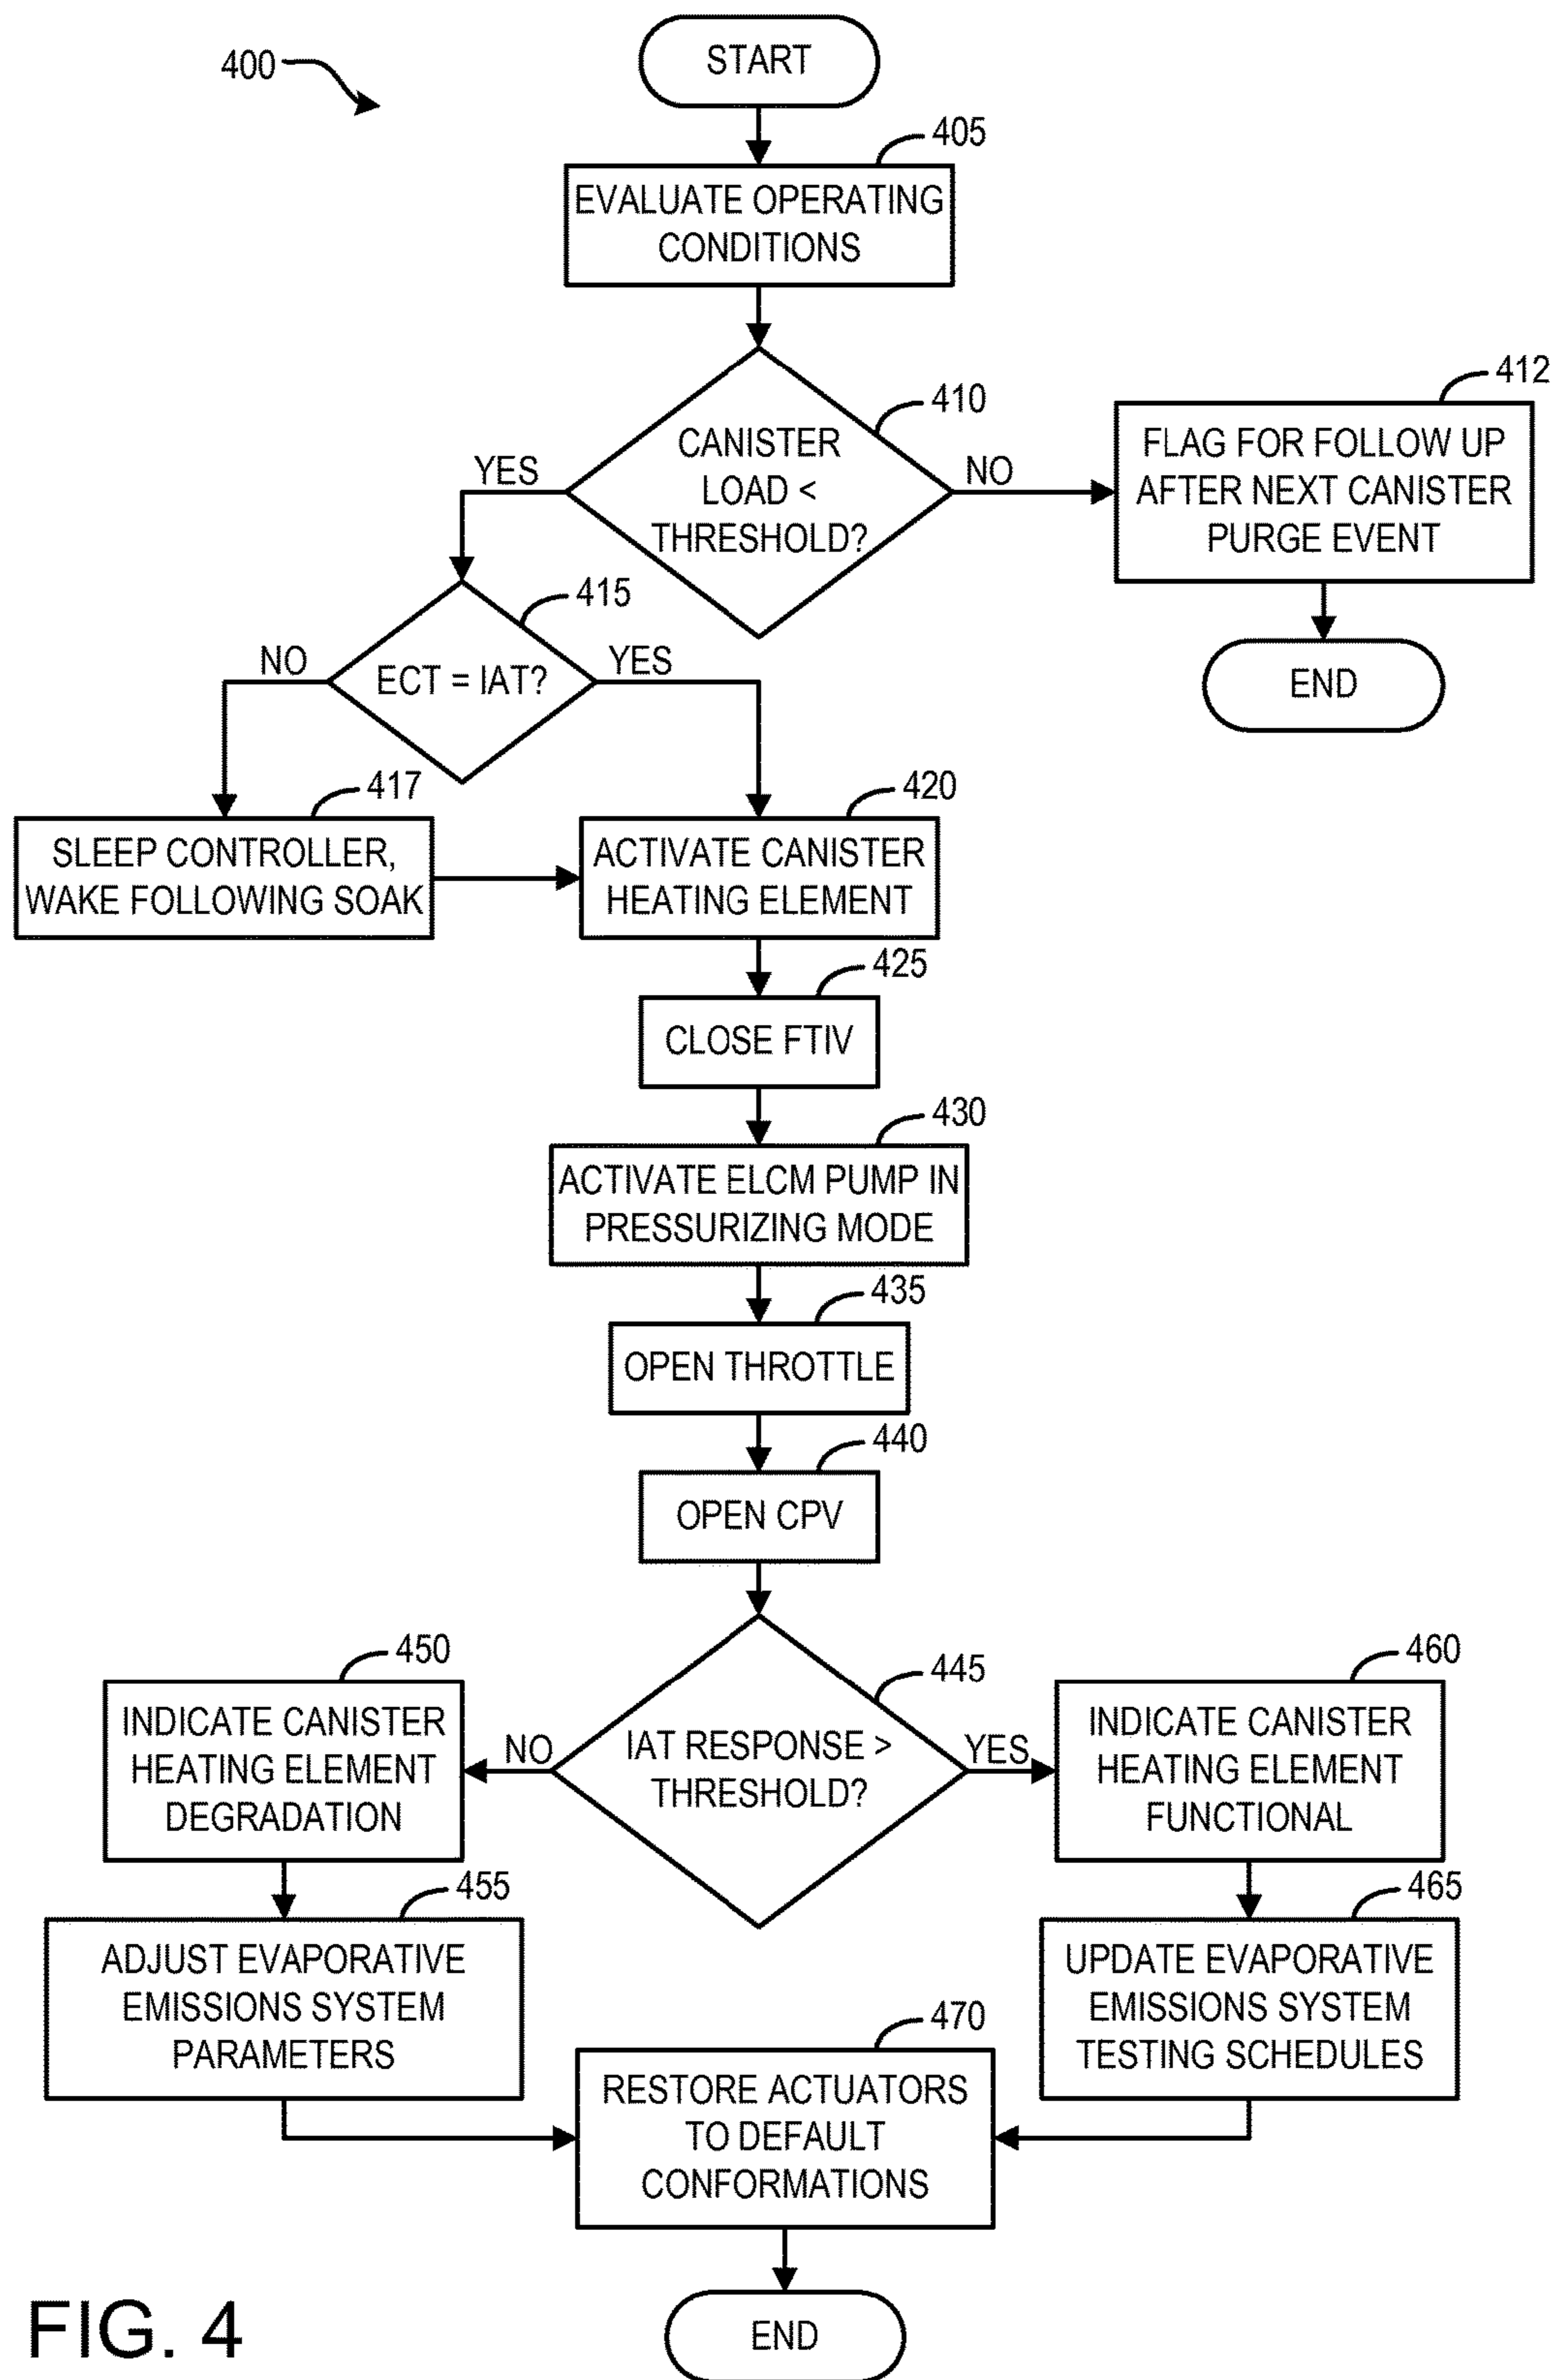 400
START
405
EVALUATE OPERATING
CONDITIONS
410
CANISTER
LOAD <
THRESHOLD?
YES
NO
412
FLAG FOR FOLLOW UP
AFTER NEXT CANISTER
PURGE EVENT
END
415
ECT = IAT?
NO
YES
417
SLEEP CONTROLLER,
WAKE FOLLOWING SOAK
420
ACTIVATE CANISTER
HEATING ELEMENT
425
CLOSE FTIV
430
ACTIVATE ELCM PUMP IN
PRESSURIZING MODE
435
OPEN THROTTLE
440
OPEN CPV
445
IAT RESPONSE >
THRESHOLD?
NO
YES
450
INDICATE CANISTER
HEATING ELEMENT
DEGRADATION
460
INDICATE CANISTER
HEATING ELEMENT
FUNCTIONAL
455
ADJUST EVAPORATIVE
EMISSIONS SYSTEM
PARAMETERS
465
UPDATE EVAPORATIVE
EMISSIONS SYSTEM
TESTING SCHEDULES
470
RESTORE ACTUATORS
TO DEFAULT
CONFORMATIONS
END
FIG. 4